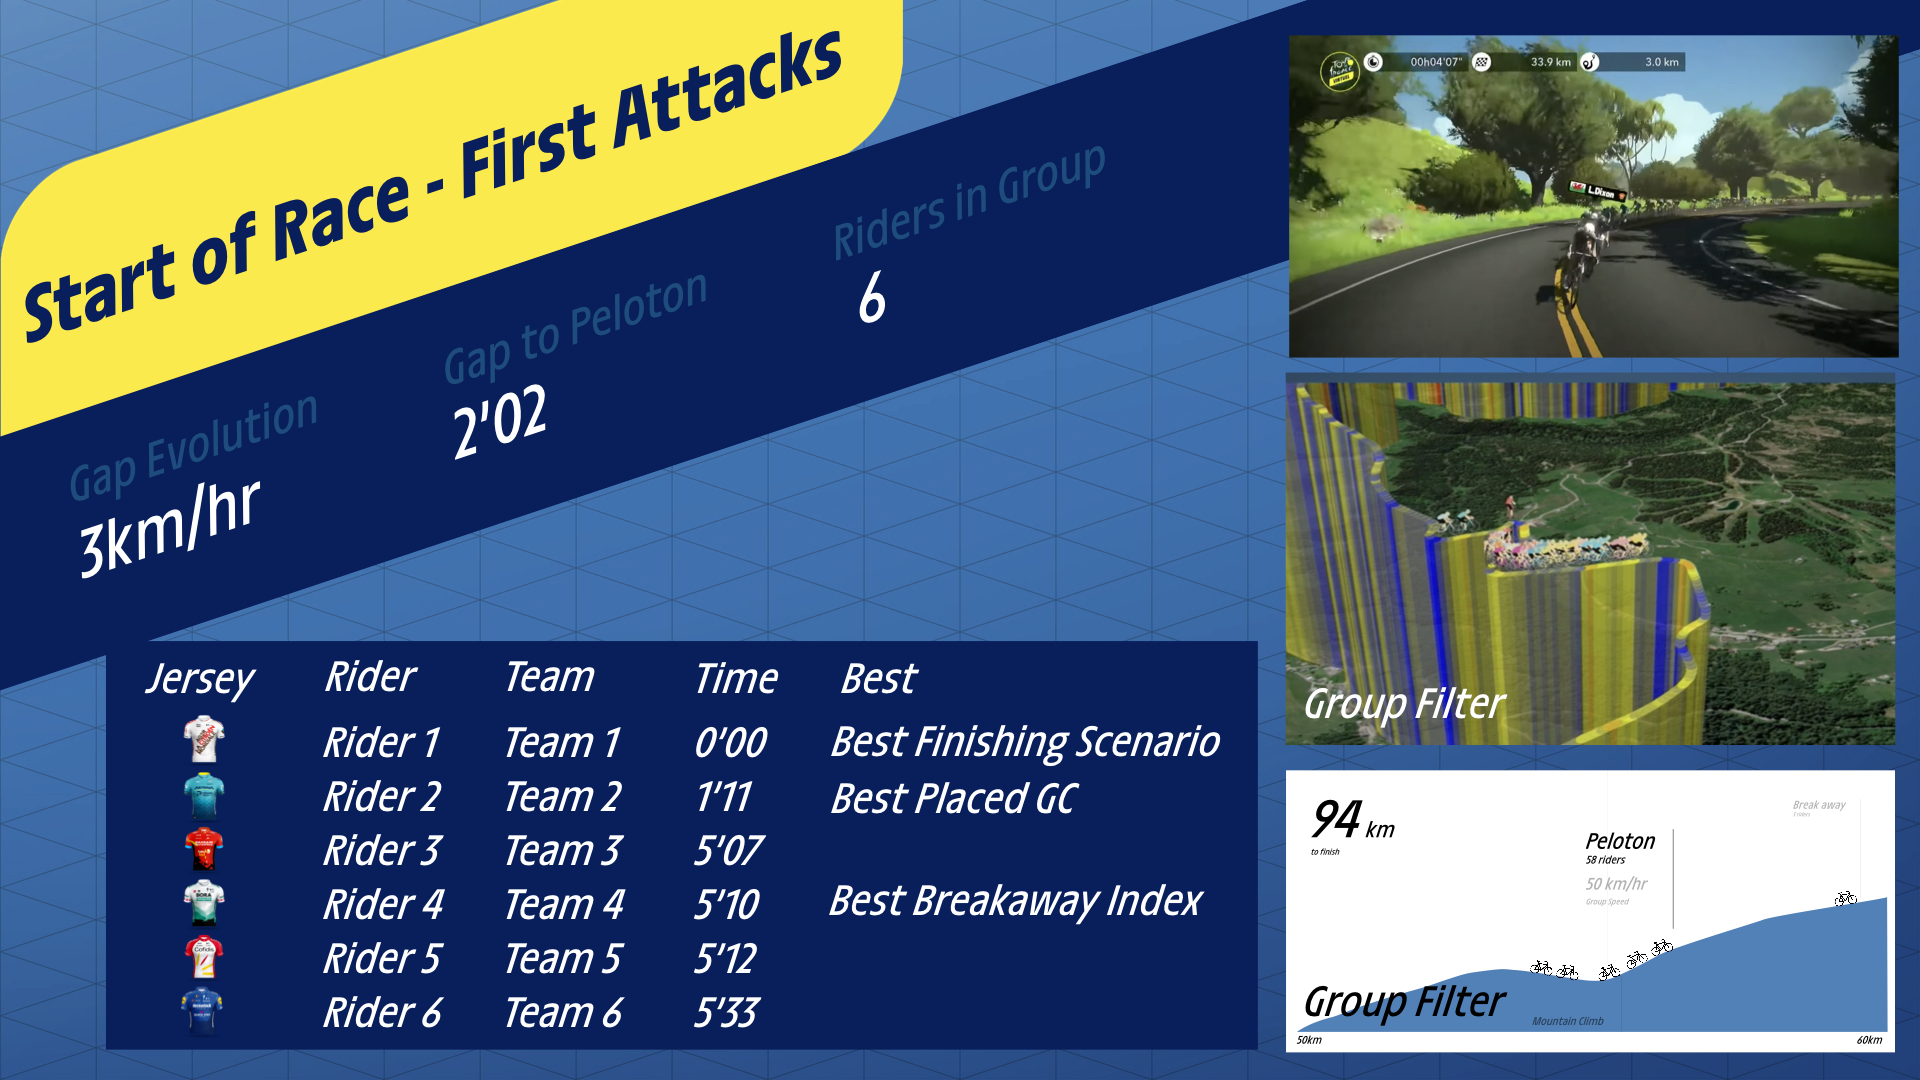 Start of Race - First Attacks
Gap Evolution
3km/hr
Gap to Peloton
2'02
Riders in Group
6
Jersey Rider Team Time Best
Rider 1 Team 1 0'00 Best Finishing Scenario
Rider 2 Team 2 1'11 Best Placed GC
Rider 3 Team 3 5'07
Rider 4 Team 4 5'10 Best Breakaway Index
Rider 5 Team 5 5'12
Rider 6 Team 6 5'33
00h04'07" 33.9 km 3.0 km
L.Dixon
Group Filter
94 km
to finish
Break away
Peloton
58 riders
50 km/hr
Group Speed
Group Filter
Mountain Climb
50km 60km